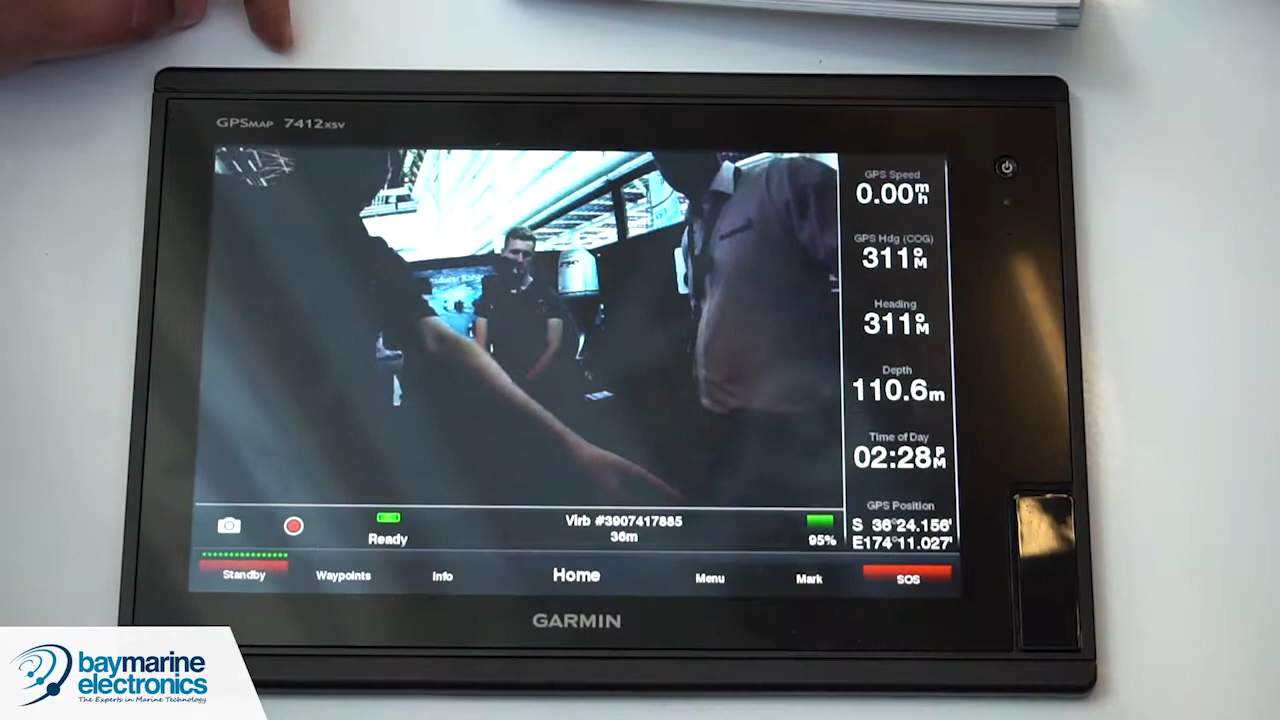 GPSMAP 7412xsv
GPS Speed
0.00 mh
GPS Hdg (COG)
311°M
Heading
311°M
Depth
110.6m
Time of Day
02:28PM
GPS Position
S 36°24.156'
E174°11.027'
Virb #3907417885
36m
Ready
95%
Standby
Waypoints
Info
Home
Menu
Mark
SOS
GARMIN
baymarine
electronics
The Experts in Marine Technology